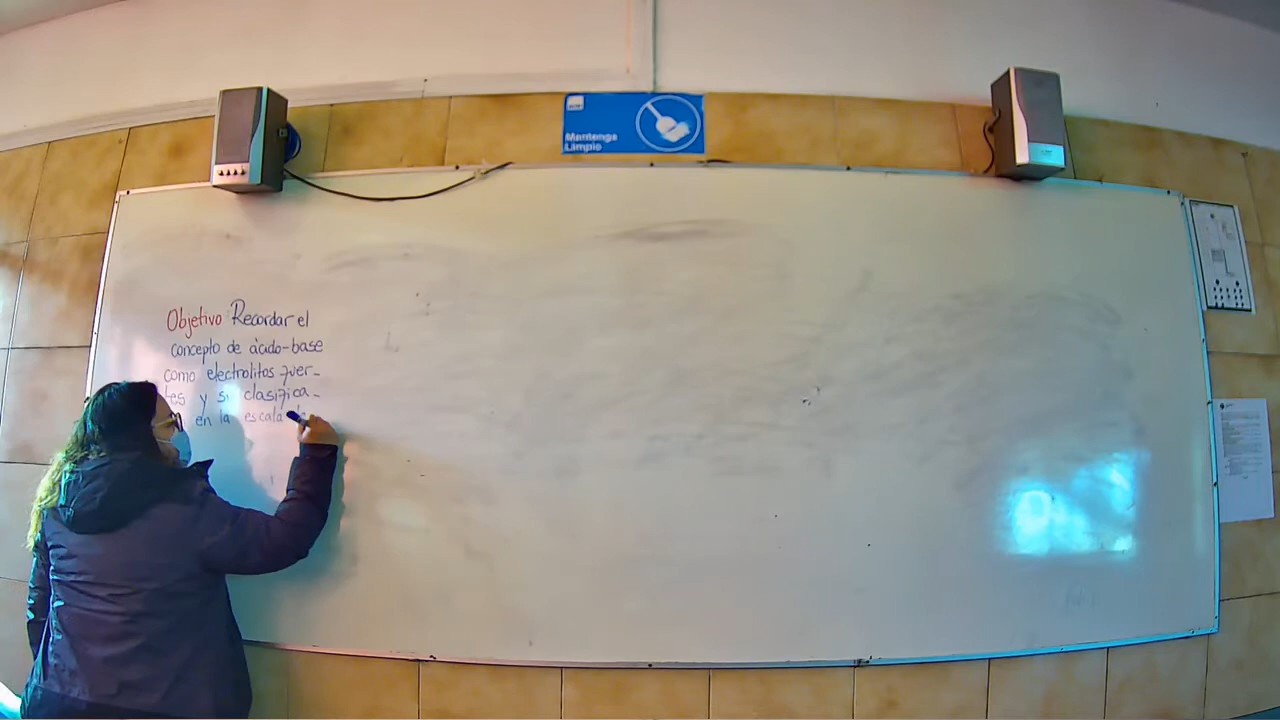 Mantenga
Limpio
Objetivo Recordar el
concepto de ácido-base
como electrolitos fuer-
tes y su clasifica-
en la escala